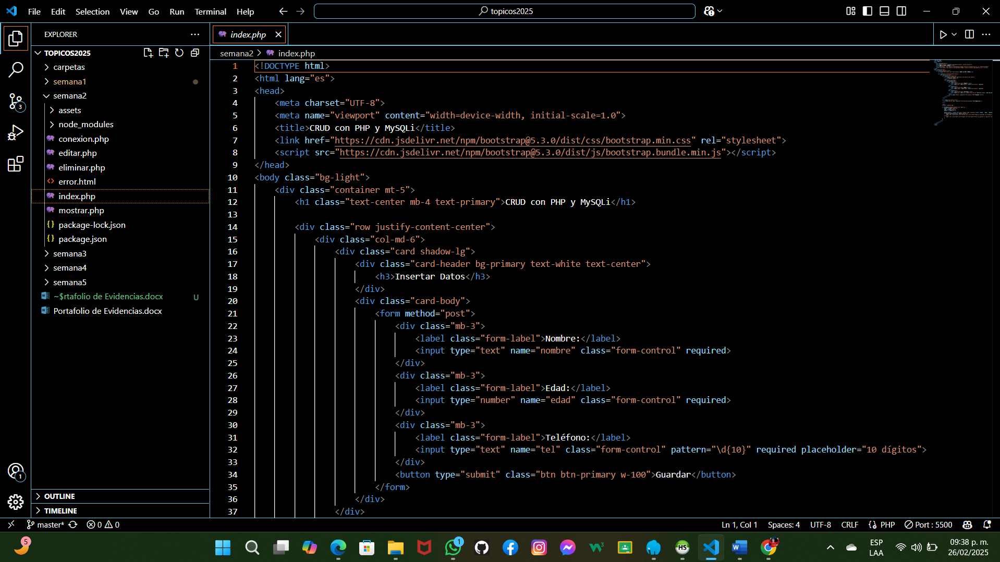 File Edit Selection View Go Run Terminal Help
topicos2025
EXPLORER
TOPICOS2025
carpetas
semana1
semana2
assets
node_modules
conexion.php
editar.php
eliminar.php
error.html
index.php
mostrar.php
package-lock.json
package.json
semana3
semana4
semana5
~$rtafolio de Evidencias.docx U
Portafolio de Evidencias.docx
OUTLINE
TIMELINE
3
1
index.php
semana2 > index.php
1 <!DOCTYPE html>
2 <html lang="es">
3 <head>
4 <meta charset="UTF-8">
5 <meta name="viewport" content="width=device-width, initial-scale=1.0">
6 <title>CRUD con PHP y MySQLi</title>
7 <link href="https://cdn.jsdelivr.net/npm/bootstrap@5.3.0/dist/css/bootstrap.min.css" rel="stylesheet">
8 <script src="https://cdn.jsdelivr.net/npm/bootstrap@5.3.0/dist/js/bootstrap.bundle.min.js"></script>
9 </head>
10 <body class="bg-light">
11 <div class="container mt-5">
12 <h1 class="text-center mb-4 text-primary">CRUD con PHP y MySQLi</h1>
13
14 <div class="row justify-content-center">
15 <div class="col-md-6">
16 <div class="card shadow-lg">
17 <div class="card-header bg-primary text-white text-center">
18 <h3>Insertar Datos</h3>
19 </div>
20 <div class="card-body">
21 <form method="post">
22 <div class="mb-3">
23 <label class="form-label">Nombre:</label>
24 <input type="text" name="nombre" class="form-control" required>
25 </div>
26 <div class="mb-3">
27 <label class="form-label">Edad:</label>
28 <input type="number" name="edad" class="form-control" required>
29 </div>
30 <div class="mb-3">
31 <label class="form-label">Teléfono:</label>
32 <input type="text" name="tel" class="form-control" pattern="\d{10}" required placeholder="10 dígitos">
33 </div>
34 <button type="submit" class="btn btn-primary w-100">Guardar</button>
35 </form>
36 </div>
37 </div>
master* 0 0
Ln 1, Col 1 Spaces: 4 UTF-8 CRLF PHP Port : 5500
5
1
HS
ESP
LAA
09:38 p. m.
26/02/2025